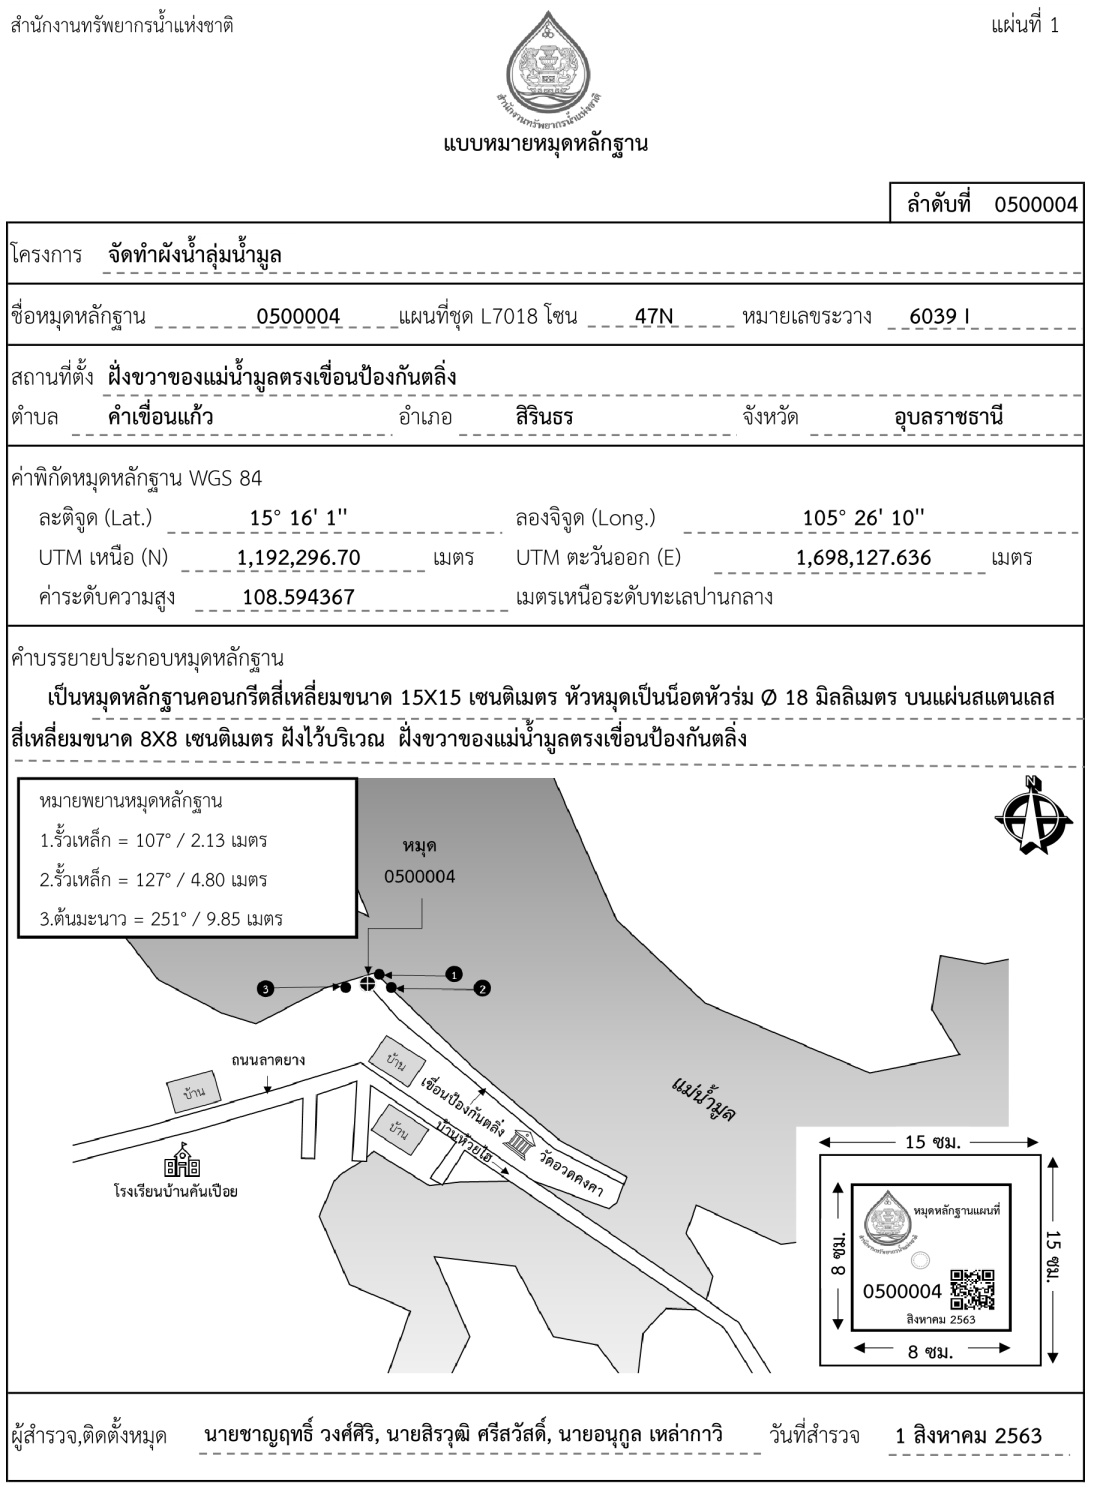 สำนักงานทรัพยากรน้ำแห่งชาติ
แผ่นที่ 1
สำนักงานทรัพยากรน้ำแห่งชาติ
แบบหมายหมุดหลักฐาน
ลำดับที่ 0500004
โครงการ จัดทำผังน้ำลุ่มน้ำมูล
ชื่อหมุดหลักฐาน 0500004 แผนที่ชุด L7018 โซน 47N หมายเลขระวาง 6039 I
สถานที่ตั้ง ฝั่งขวาของแม่น้ำมูลตรงเขื่อนป้องกันตลิ่ง
ตำบล คำเขื่อนแก้ว อำเภอ สิรินธร จังหวัด อุบลราชธานี
ค่าพิกัดหมุดหลักฐาน WGS 84
ละติจูด (Lat.) 15° 16' 1" ลองจิจูด (Long.) 105° 26' 10"
UTM เหนือ (N) 1,192,296.70 เมตร UTM ตะวันออก (E) 1,698,127.636 เมตร
ค่าระดับความสูง 108.594367 เมตรเหนือระดับทะเลปานกลาง
คำบรรยายประกอบหมุดหลักฐาน
เป็นหมุดหลักฐานคอนกรีตสี่เหลี่ยมขนาด 15X15 เซนติเมตร หัวหมุดเป็นน็อตหัวร่ม Ø 18 มิลลิเมตร บนแผ่นสแตนเลส
สี่เหลี่ยมขนาด 8X8 เซนติเมตร ฝังไว้บริเวณ ฝั่งขวาของแม่น้ำมูลตรงเขื่อนป้องกันตลิ่ง
หมายพยานหมุดหลักฐาน
1.รั้วเหล็ก = 107° / 2.13 เมตร
2.รั้วเหล็ก = 127° / 4.80 เมตร
3.ต้นมะนาว = 251° / 9.85 เมตร
N
หมุด
0500004
1
2
3
ถนนลาดยาง
บ้าน
บ้าน
บ้าน
เขื่อนป้องกันตลิ่ง
บ้านห้วยไฮ
วัดอวดคงคา
แม่น้ำมูล
โรงเรียนบ้านคันเปือย
15 ซม.
15 ซม.
8 ซม.
8 ซม.
หมุดหลักฐานแผนที่
สำนักงานทรัพยากรน้ำแห่งชาติ
0500004
สิงหาคม 2563
ผู้สำรวจ,ติดตั้งหมุด นายชาญฤทธิ์ วงศ์ศิริ, นายสิรวุฒิ ศรีสวัสดิ์, นายอนุกูล เหล่ากาวิ วันที่สำรวจ 1 สิงหาคม 2563